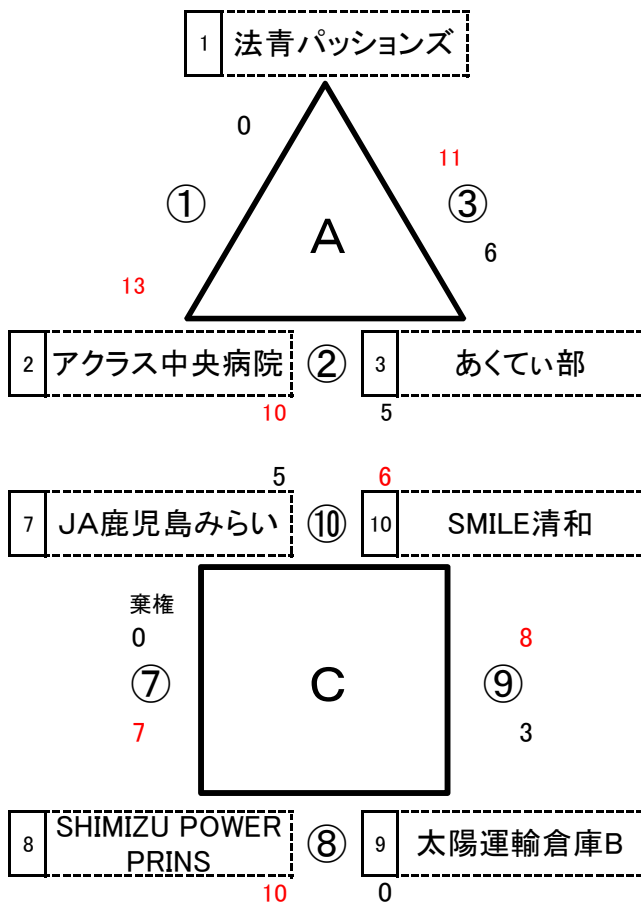 1 法青パッションズ
0
11
① ③
A
6
13
2 アクラス中央病院 ② 3 あくてぃ部
10 5
5 6
7 JA鹿児島みらい ⑩ 10 SMILE清和
棄権
0 8
⑦ C ⑨
7 3
8 SHIMIZU POWER
PRINS ⑧ 9 太陽運輸倉庫B
10 0